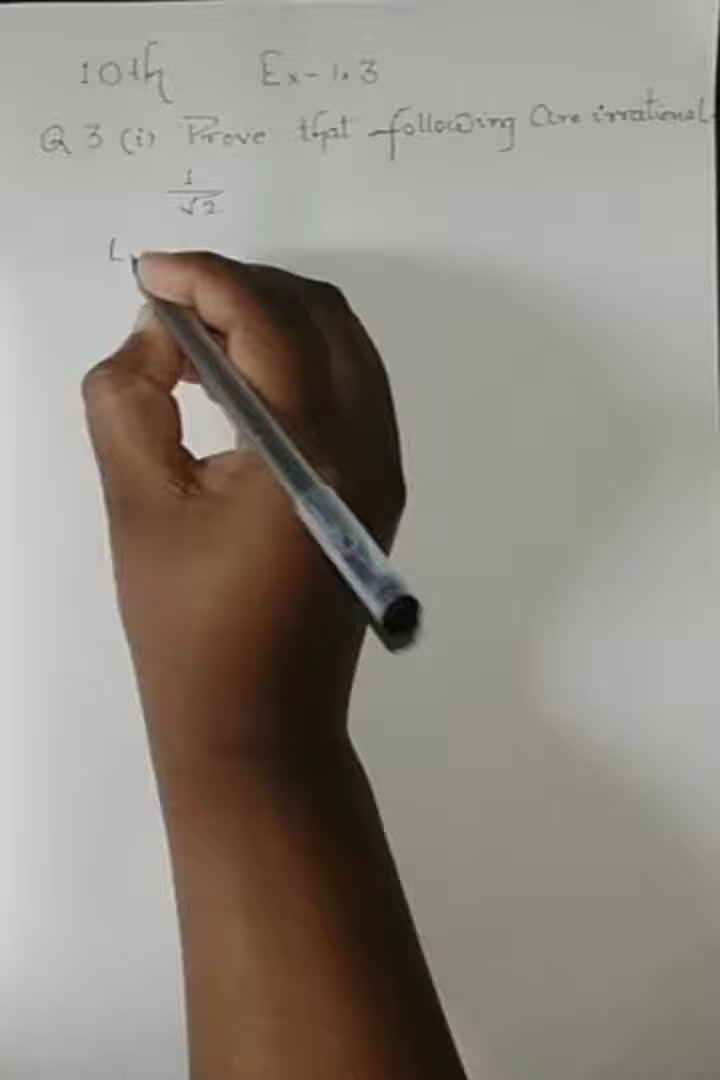 10th Ex-1.3
Q 3 (i) Prove that following are irrational.
1
√2
L